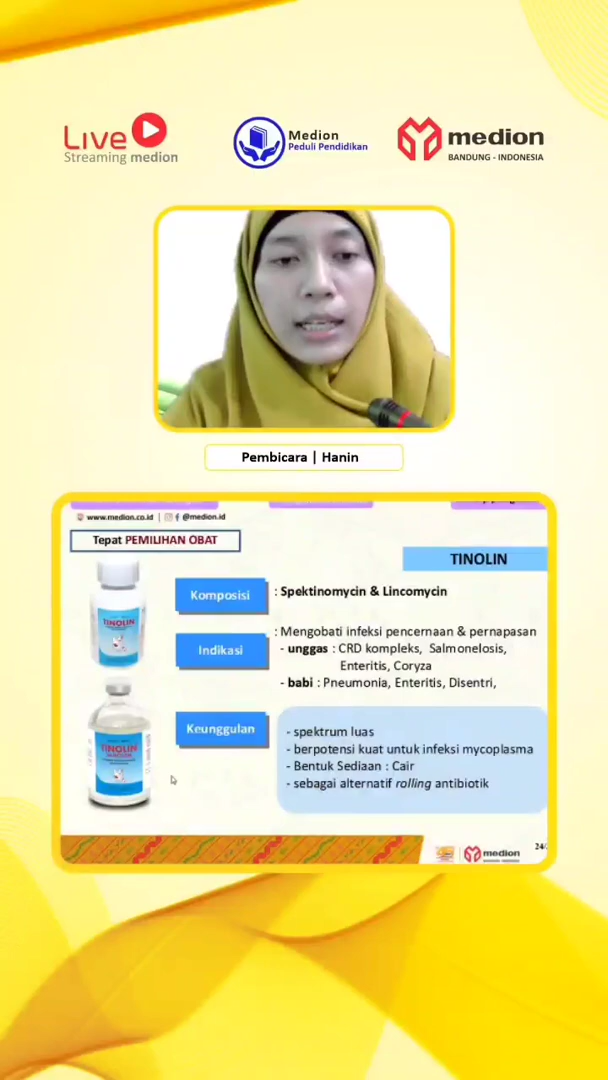 LIVE
Streaming medion
Medion
Peduli Pendidikan
medion
BANDUNG - INDONESIA
Pembicara | Hanin
www.medion.co.id | @medion.id
Tepat PEMILIHAN OBAT
TINOLIN
Komposisi : Spektinomycin & Lincomycin
Indikasi : Mengobati infeksi pencernaan & pernapasan
- unggas : CRD kompleks, Salmonelosis,
Enteritis, Coryza
- babi : Pneumonia, Enteritis, Disentri,
Keunggulan
- spektrum luas
- berpotensi kuat untuk infeksi mycoplasma
- Bentuk Sediaan : Cair
- sebagai alternatif rolling antibiotik
TINOLIN
TINOLIN
medion
24/